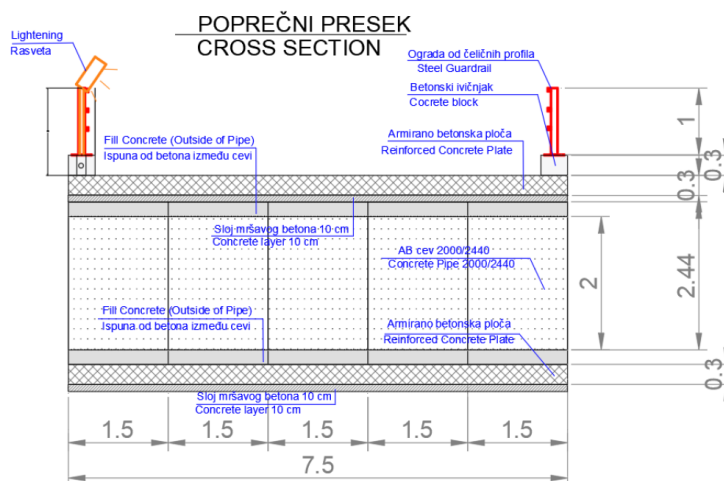 POPREČNI PRESEK
CROSS SECTION
Lightening
Rasveta
Ograda od čeličnih profila
Steel Guardrail
Betonski ivičnjak
Cocrete block
Fill Concrete (Outside of Pipe)
Ispuna od betona između cevi
Armirano betonska ploča
Reinforced Concrete Plate
1
0.3
0.3
Sloj mršavog betona 10 cm
Concrete layer 10 cm
AB cev 2000/2440
Concrete Pipe 2000/2440
2
2.44
Fill Concrete (Outside of Pipe)
Ispuna od betona između cevi
Armirano betonska ploča
Reinforced Concrete Plate
0.3
Sloj mršavog betona 10 cm
Concrete layer 10 cm
1.5 1.5 1.5 1.5 1.5
7.5